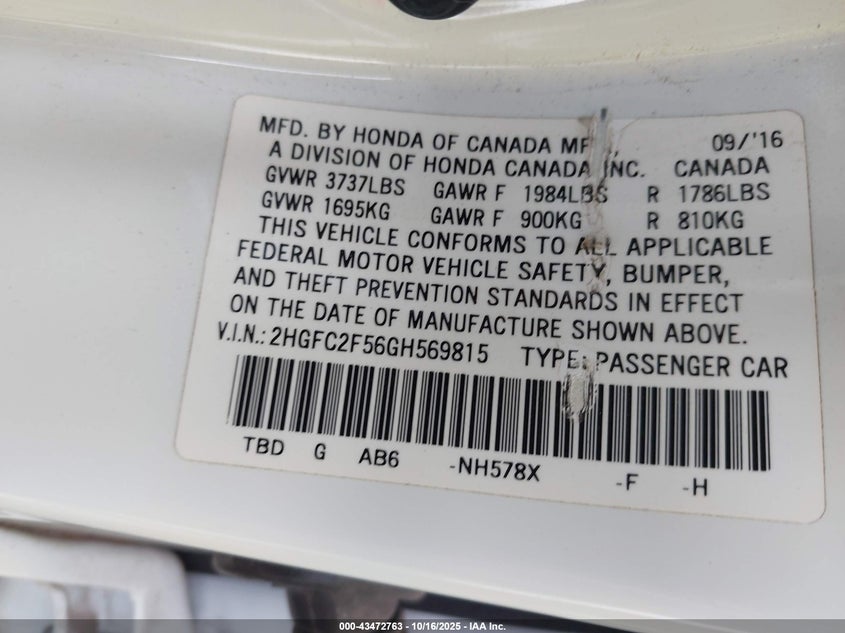 MFD. BY HONDA OF CANADA MFG., 09/'16
A DIVISION OF HONDA CANADA INC. CANADA
GVWR 3737LBS GAWR F 1984LBS R 1786LBS
GVWR 1695KG GAWR F 900KG R 810KG
THIS VEHICLE CONFORMS TO ALL APPLICABLE
FEDERAL MOTOR VEHICLE SAFETY, BUMPER,
AND THEFT PREVENTION STANDARDS IN EFFECT
ON THE DATE OF MANUFACTURE SHOWN ABOVE.
V.I.N.: 2HGFC2F56GH569815 TYPE: PASSENGER CAR
TBD G AB6 -NH578X -F -H
000-43472763 | 10/16/2025 | IAA Inc.